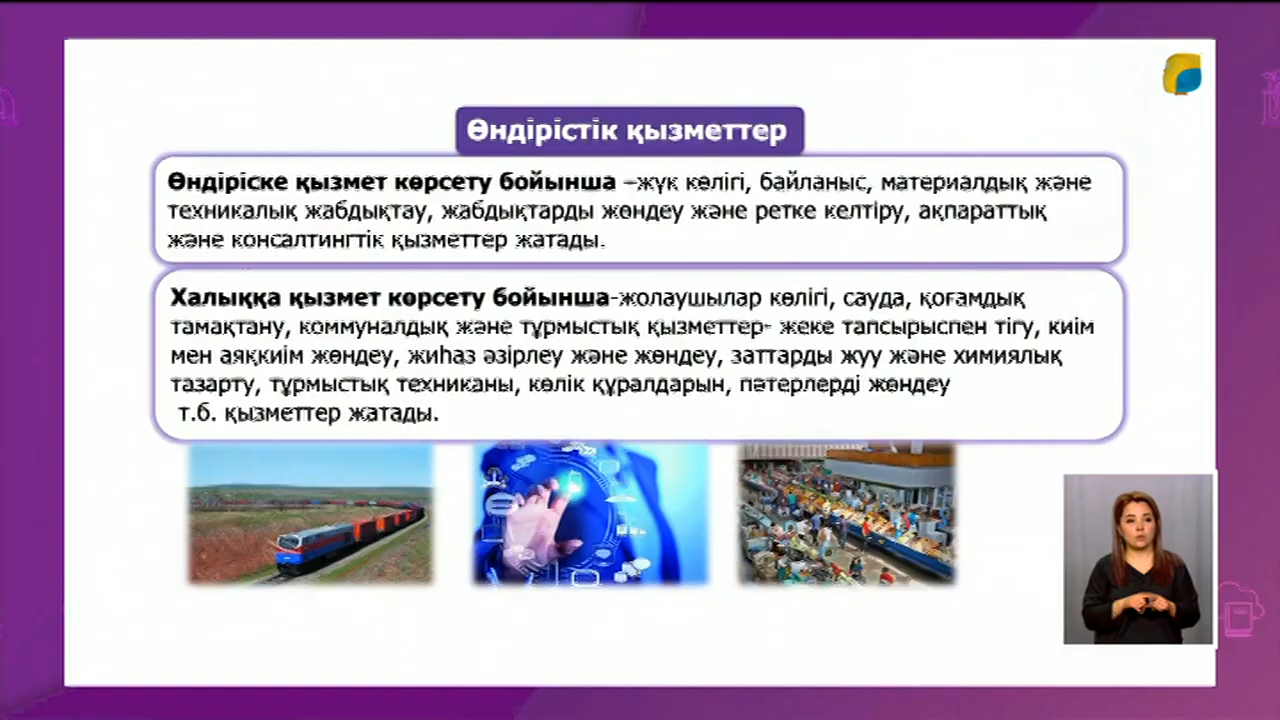 Өндірістік қызметтер
Өндіріске қызмет көрсету бойынша –жүк көлігі, байланыс, материалдық және
техникалық жабдықтау, жабдықтарды жөндеу және ретке келтіру, ақпараттық
және консалтингтік қызметтер жатады.
Халыққа қызмет көрсету бойынша-жолаушылар көлігі, сауда, қоғамдық
тамақтану, коммуналдық және тұрмыстық қызметтер- жеке тапсырыспен тігу, киім
мен аяқкиім жөндеу, жиһаз әзірлеу және жөндеу, заттарды жуу және химиялық
тазарту, тұрмыстық техниканы, көлік құралдарын, пәтерлерді жөндеу
т.б. қызметтер жатады.